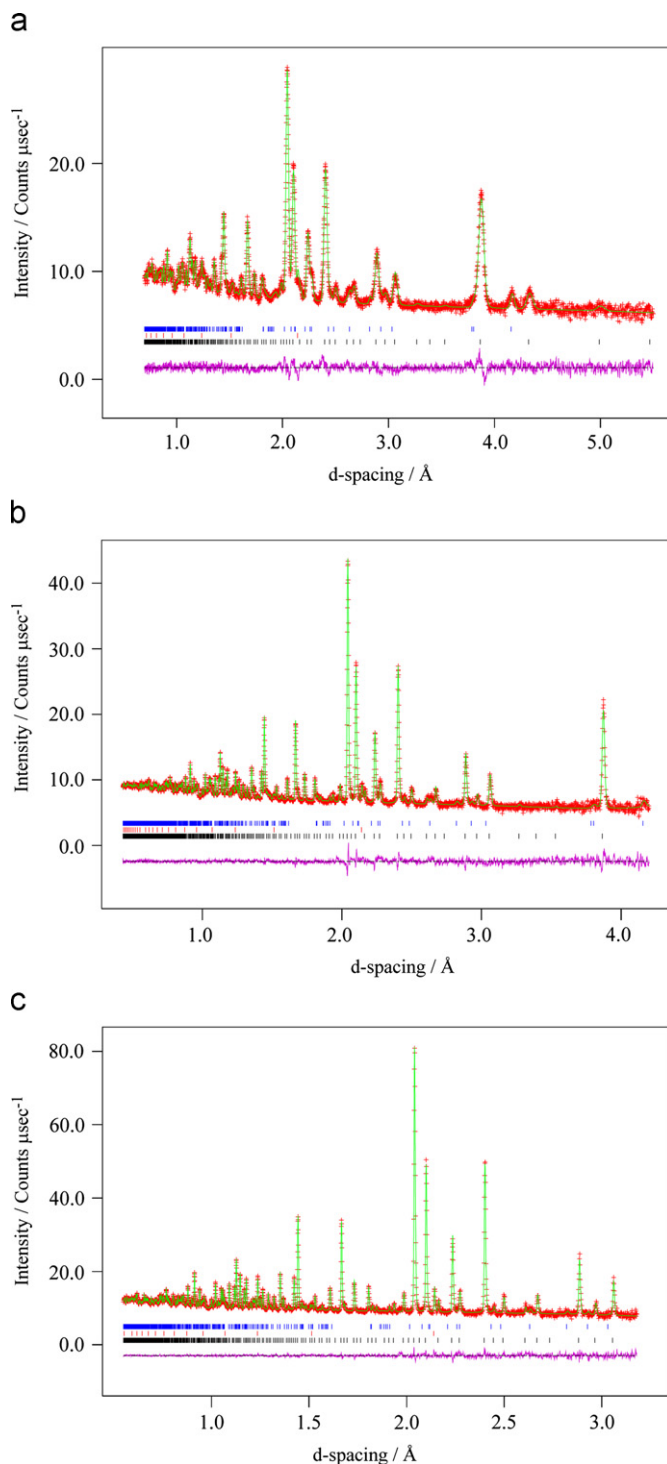 a
Intensity / Counts μsec⁻¹
20.0
10.0
0.0
1.0 2.0 3.0 4.0 5.0
d-spacing / Å
b
Intensity / Counts μsec⁻¹
40.0
30.0
20.0
10.0
0.0
1.0 2.0 3.0 4.0
d-spacing / Å
c
Intensity / Counts μsec⁻¹
80.0
60.0
40.0
20.0
0.0
1.0 1.5 2.0 2.5 3.0
d-spacing / Å